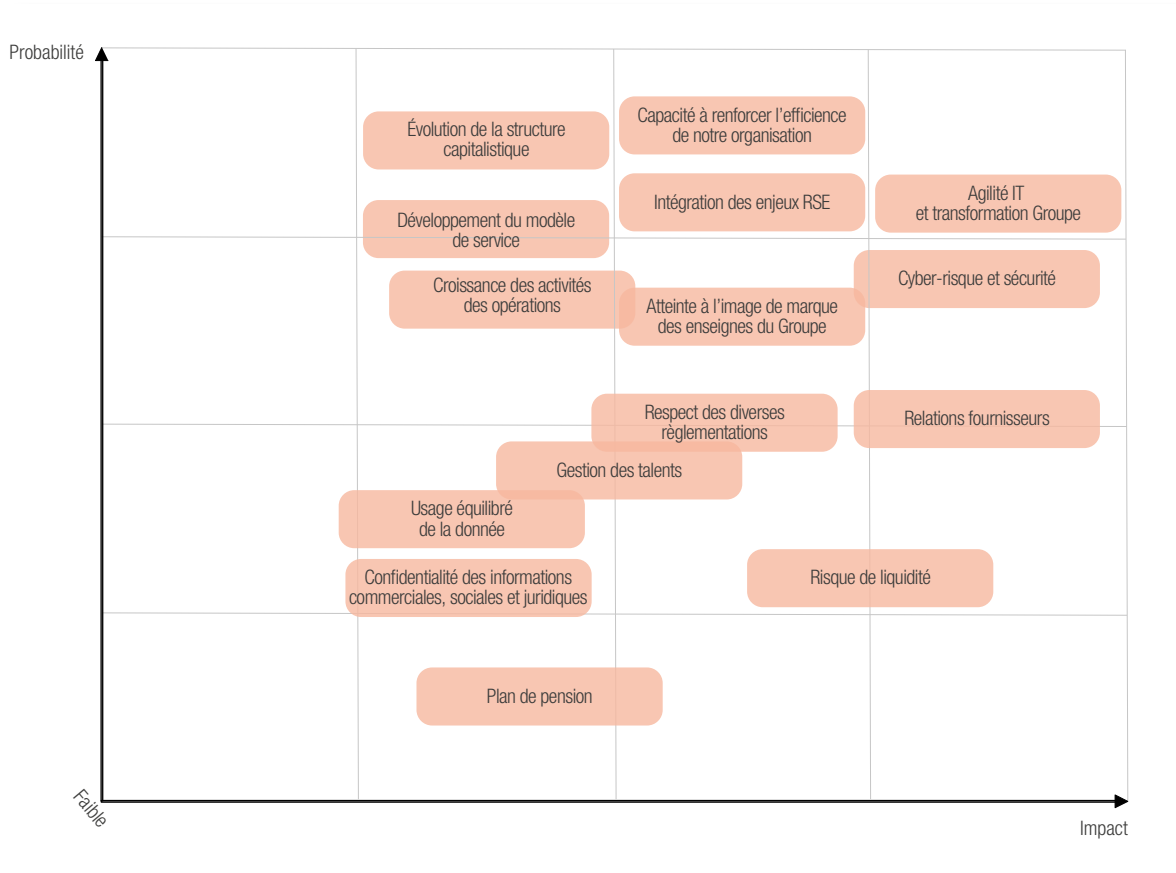 Probabilité
Capacité à renforcer l’efficience
de notre organisation
Évolution de la structure
capitalistique
Intégration des enjeux RSE
Agilité IT
et transformation Groupe
Développement du modèle
de service
Cyber-risque et sécurité
Croissance des activités
des opérations
Atteinte à l’image de marque
des enseignes du Groupe
Respect des diverses
règlementations
Relations fournisseurs
Gestion des talents
Usage équilibré
de la donnée
Confidentialité des informations
commerciales, sociales et juridiques
Risque de liquidité
Plan de pension
Faible
Impact